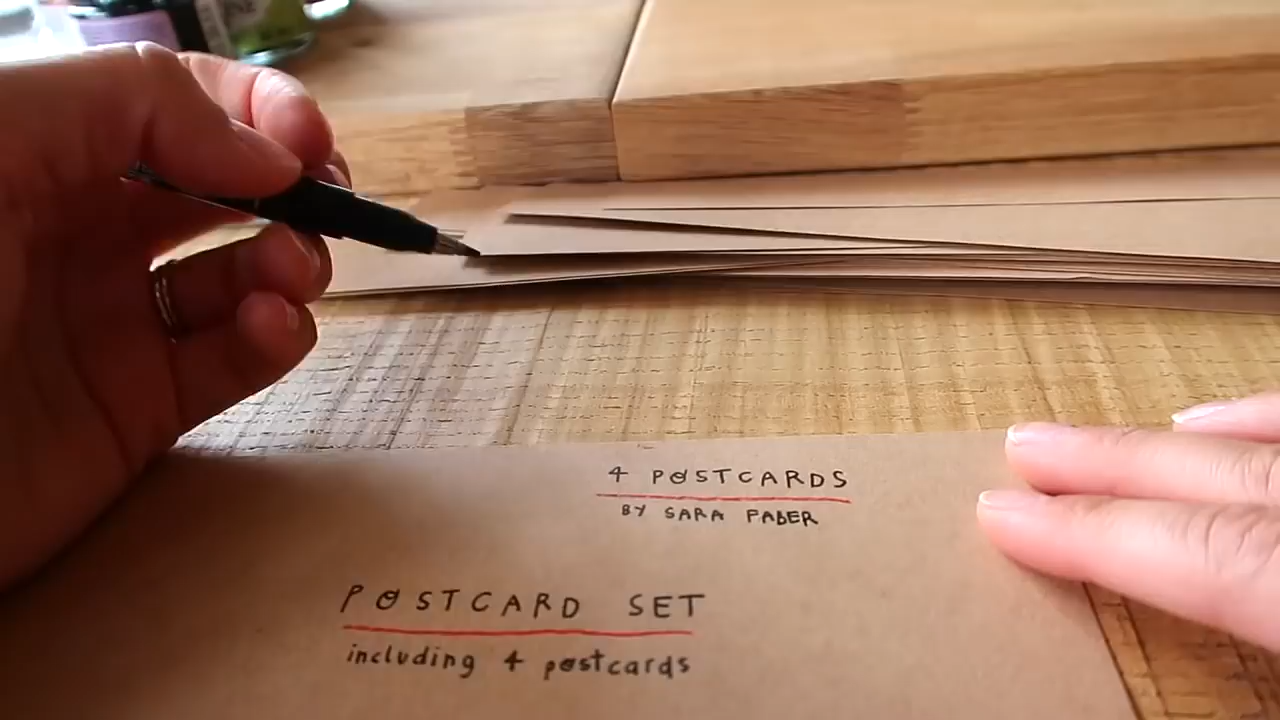 4 POSTCARDS
BY SARA FABER
POSTCARD SET
including 4 postcards